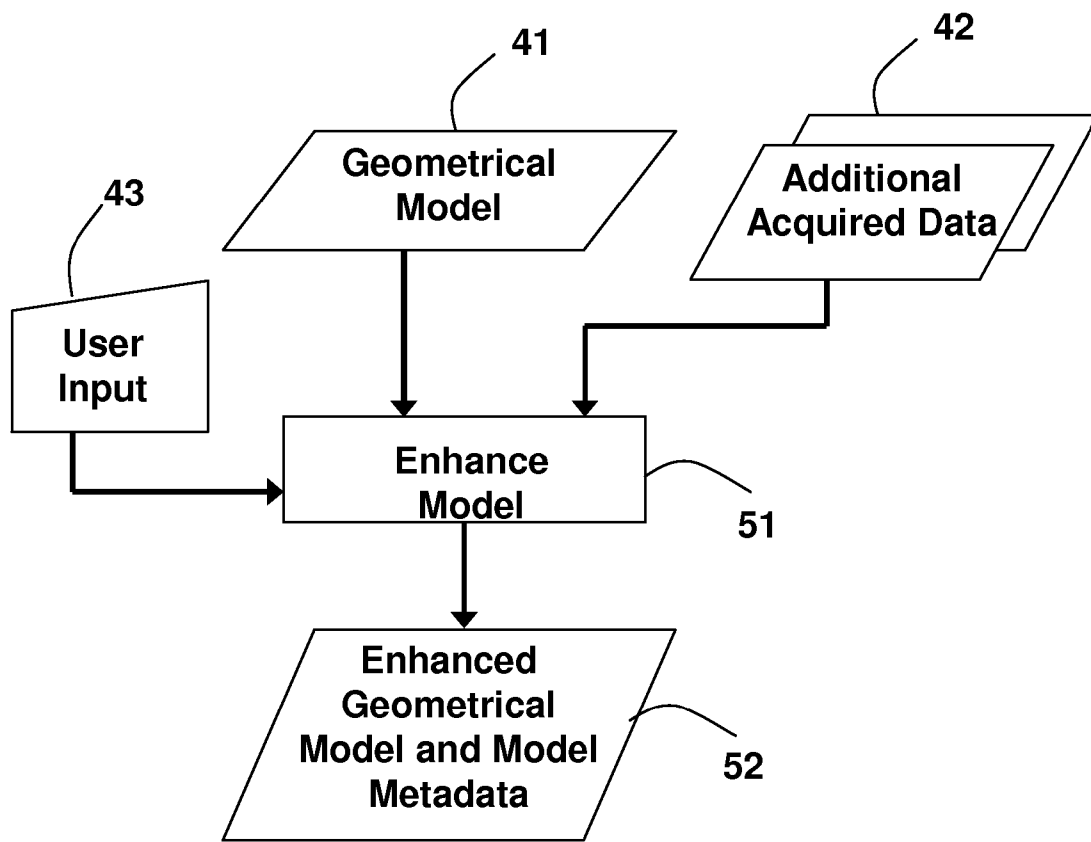 41
42
43
Geometrical
Model
Additional
Acquired Data
User
Input
Enhance
Model
51
Enhanced
Geometrical
Model and Model
Metadata
52